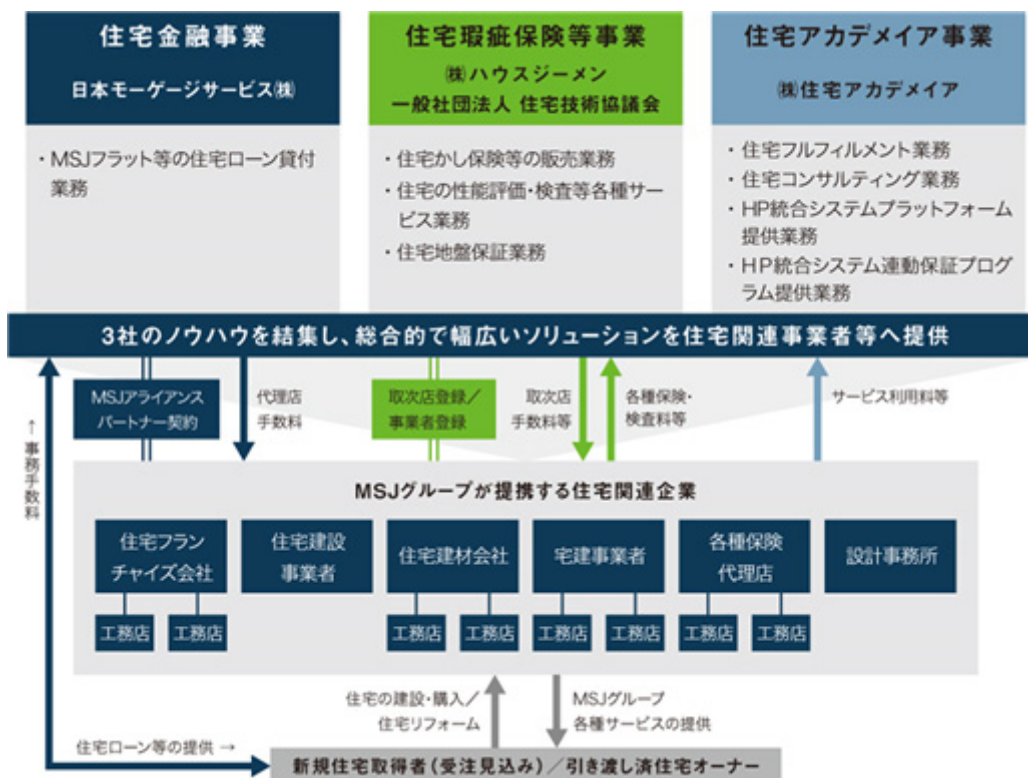 住宅金融事業
日本モーゲージサービス㈱
・MSJフラット等の住宅ローン貸付
業務
住宅瑕疵保険等事業
㈱ハウスジーメン
一般社団法人 住宅技術協議会
・住宅かし保険等の販売業務
・住宅の性能評価・検査等各種サー
ビス業務
・住宅地盤保証業務
住宅アカデメイア事業
㈱住宅アカデメイア
・住宅フルフィルメント業務
・住宅コンサルティング業務
・HP統合システムプラットフォーム
提供業務
・HP統合システム連動保証プログ
ラム提供業務
3社のノウハウを結集し、総合的で幅広いソリューションを住宅関連事業者等へ提供
↑事務手数料
MSJアライアンス
パートナー契約
代理店
手数料
取次店登録／
事業者登録
取次店
手数料等
各種保険・
検査料等
サービス利用料等
MSJグループが提携する住宅関連企業
住宅フラン
チャイズ会社
住宅建設
事業者
住宅建材会社
宅建事業者
各種保険
代理店
設計事務所
工務店
工務店
工務店
工務店
工務店
工務店
工務店
工務店
住宅の建設・購入／
住宅リフォーム
MSJグループ
各種サービスの提供
住宅ローン等の提供 →
新規住宅取得者（受注見込み）／引き渡し済住宅オーナー